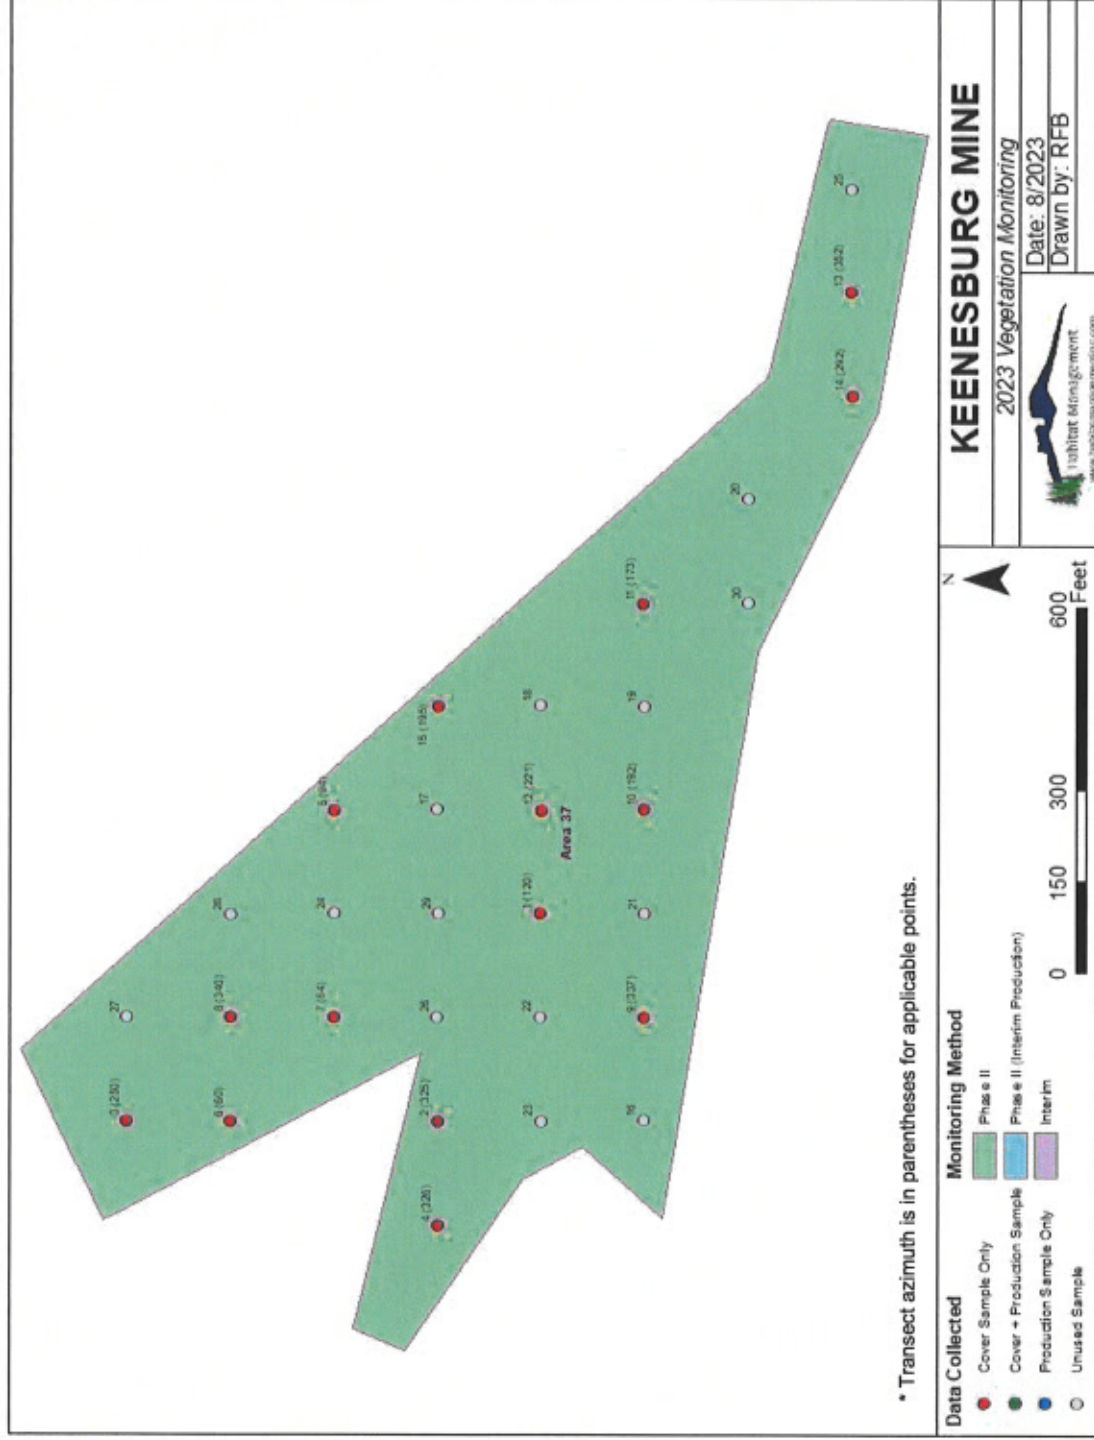 3 (250)
27
6 (60)
8 (340)
28
7 (64)
24
5 (94)
4 (326)
2 (325)
26
29
17
15 (195)
23
22
1 (120)
12 (221)
18
Area 37
16
9 (337)
21
10 (192)
19
11 (173)
30
20
14 (292)
13 (352)
25
* Transect azimuth is in parentheses for applicable points.
Data Collected
Cover Sample Only
Cover + Production Sample
Production Sample Only
Unused Sample
Monitoring Method
Phase II
Phase II (Interim Production)
Interim
N
0 150 300 600
Feet
KEENESBURG MINE
2023 Vegetation Monitoring
Habitat Management
Date: 8/2023
Drawn by: RFB